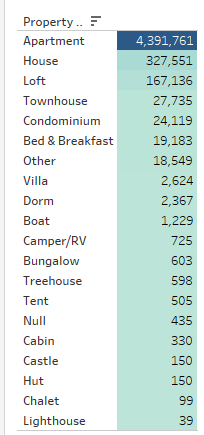 Property ..
Apartment 4,391,761
House 327,551
Loft 167,136
Townhouse 27,735
Condominium 24,119
Bed & Breakfast 19,183
Other 18,549
Villa 2,624
Dorm 2,367
Boat 1,229
Camper/RV 725
Bungalow 603
Treehouse 598
Tent 505
Null 435
Cabin 330
Castle 150
Hut 150
Chalet 99
Lighthouse 39